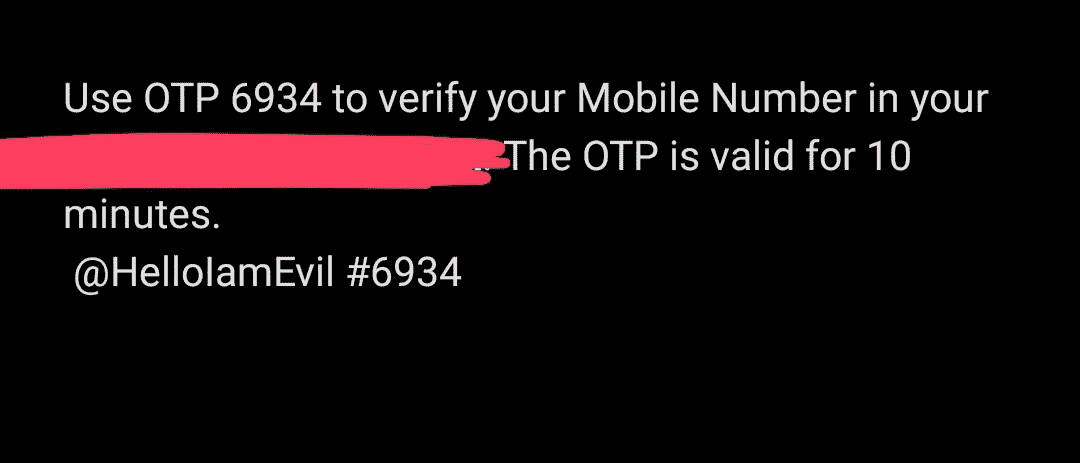 Use OTP 6934 to verify your Mobile Number in your
The OTP is valid for 10
minutes.
@HelloIamEvil #6934